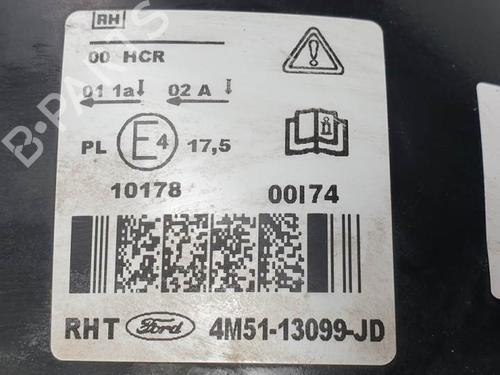 RH
00 HCR
01 1a 02 A
PL E4 17,5
10178 00I74
RHT Ford 4M51-13099-JD
B-PARTS